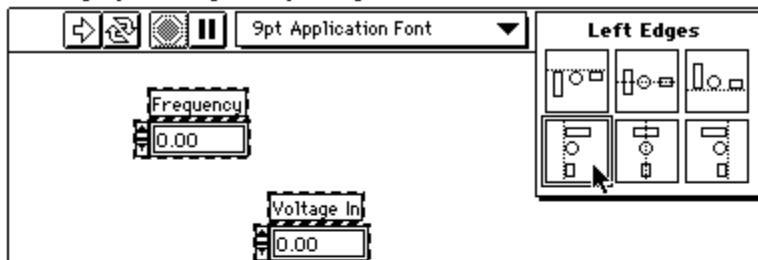 9pt Application Font
Left Edges
Frequency
0.00
Voltage In
0.00